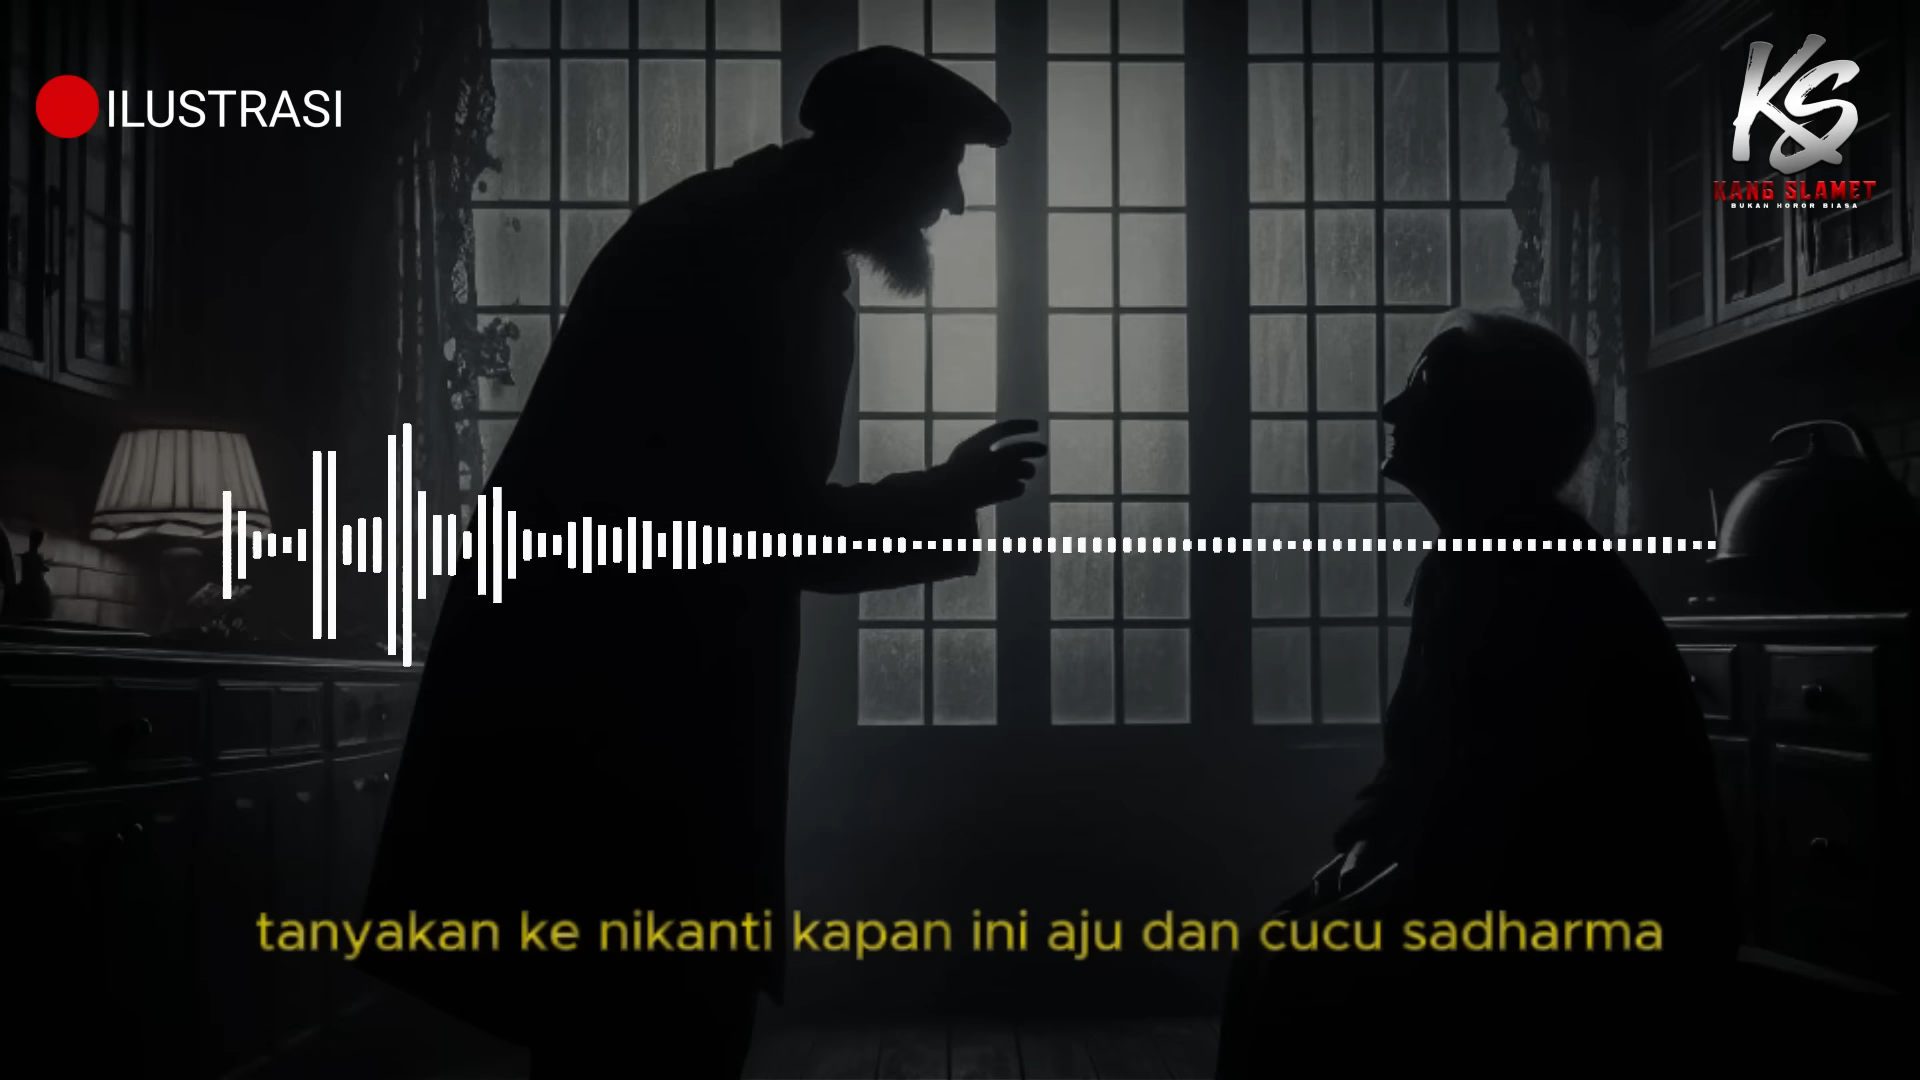 ILUSTRASI
KS
KANG SLAMET
BUKAN HOROR BIASA
tanyakan ke nikanti kapan ini aju dan cucu sadharma